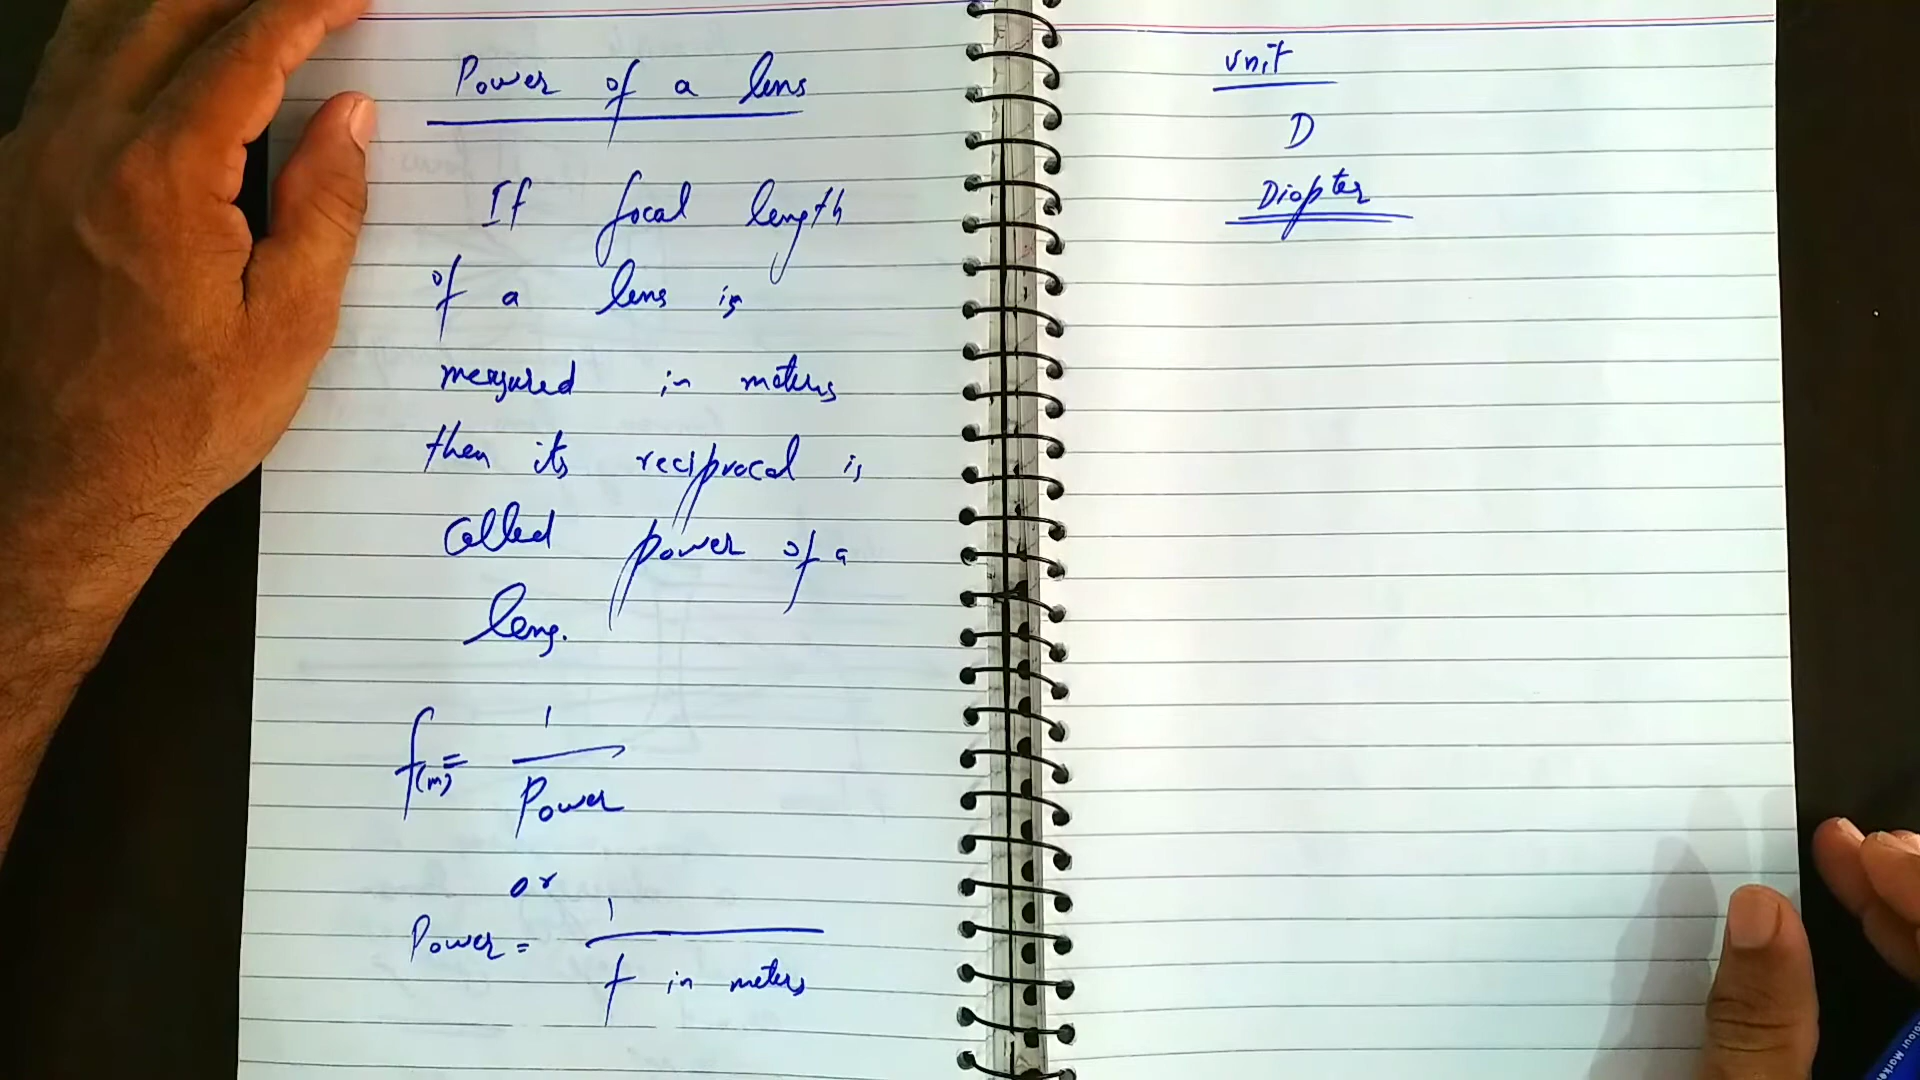 Power of a lens
If focal length
of a lens is
measured in meters
then its reciprocal is
called power of a
lens.
f(m) = 1
Power
or
Power = 1
f in meters
Unit
D
Diopter